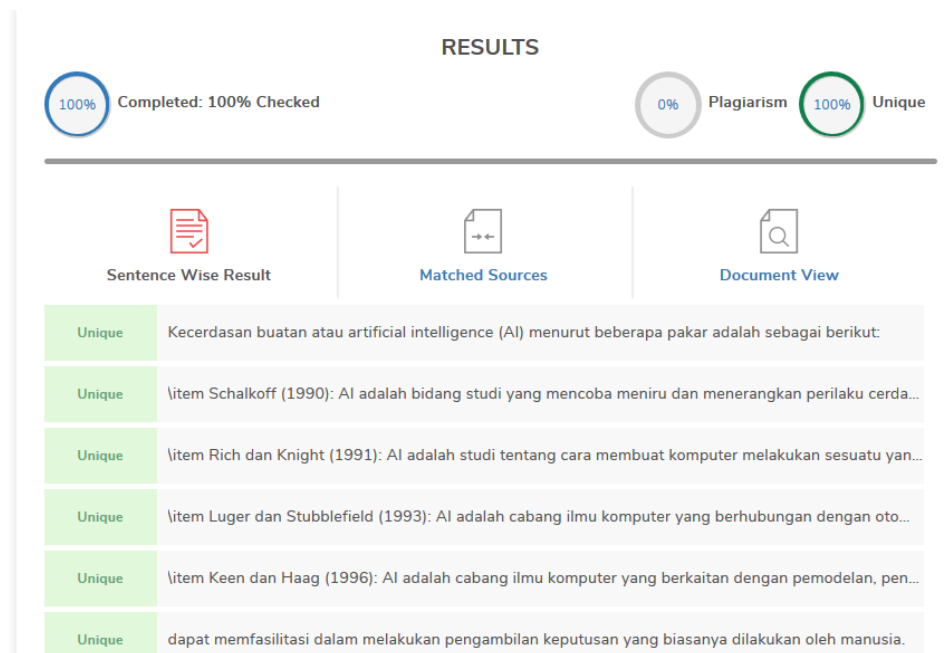 RESULTS
100% Completed: 100% Checked 0% Plagiarism 100% Unique
Sentence Wise Result Matched Sources Document View
Unique Kecerdasan buatan atau artificial intelligence (AI) menurut beberapa pakar adalah sebagai berikut:
Unique \item Schalkoff (1990): AI adalah bidang studi yang mencoba meniru dan menerangkan perilaku cerda...
Unique \item Rich dan Knight (1991): AI adalah studi tentang cara membuat komputer melakukan sesuatu yan...
Unique \item Luger dan Stubblefield (1993): AI adalah cabang ilmu komputer yang berhubungan dengan oto...
Unique \item Keen dan Haag (1996): AI adalah cabang ilmu komputer yang berkaitan dengan pemodelan, pen...
Unique dapat memfasilitasi dalam melakukan pengambilan keputusan yang biasanya dilakukan oleh manusia.